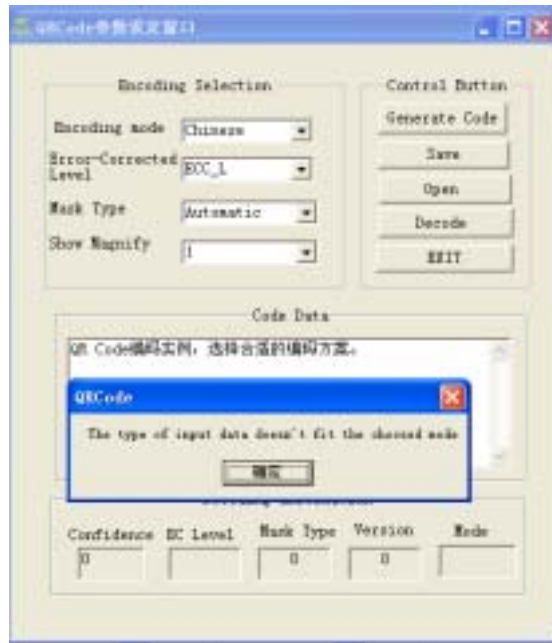 QRCode参数设定窗口
Encoding Selection
Control Button
Encoding mode
Chinese
Generate Code
Error-Corrected
Level
ECC_L
Save
Open
Mask Type
Automatic
Decode
Show Magnify
1
EXIT
Code Data
QR Code编码实例，选择合适的编码方案。
QRCode
The type of input data doesn't fit the choosed mode
确定
Confidence EC Level Mask Type Version Mode
0
0
0